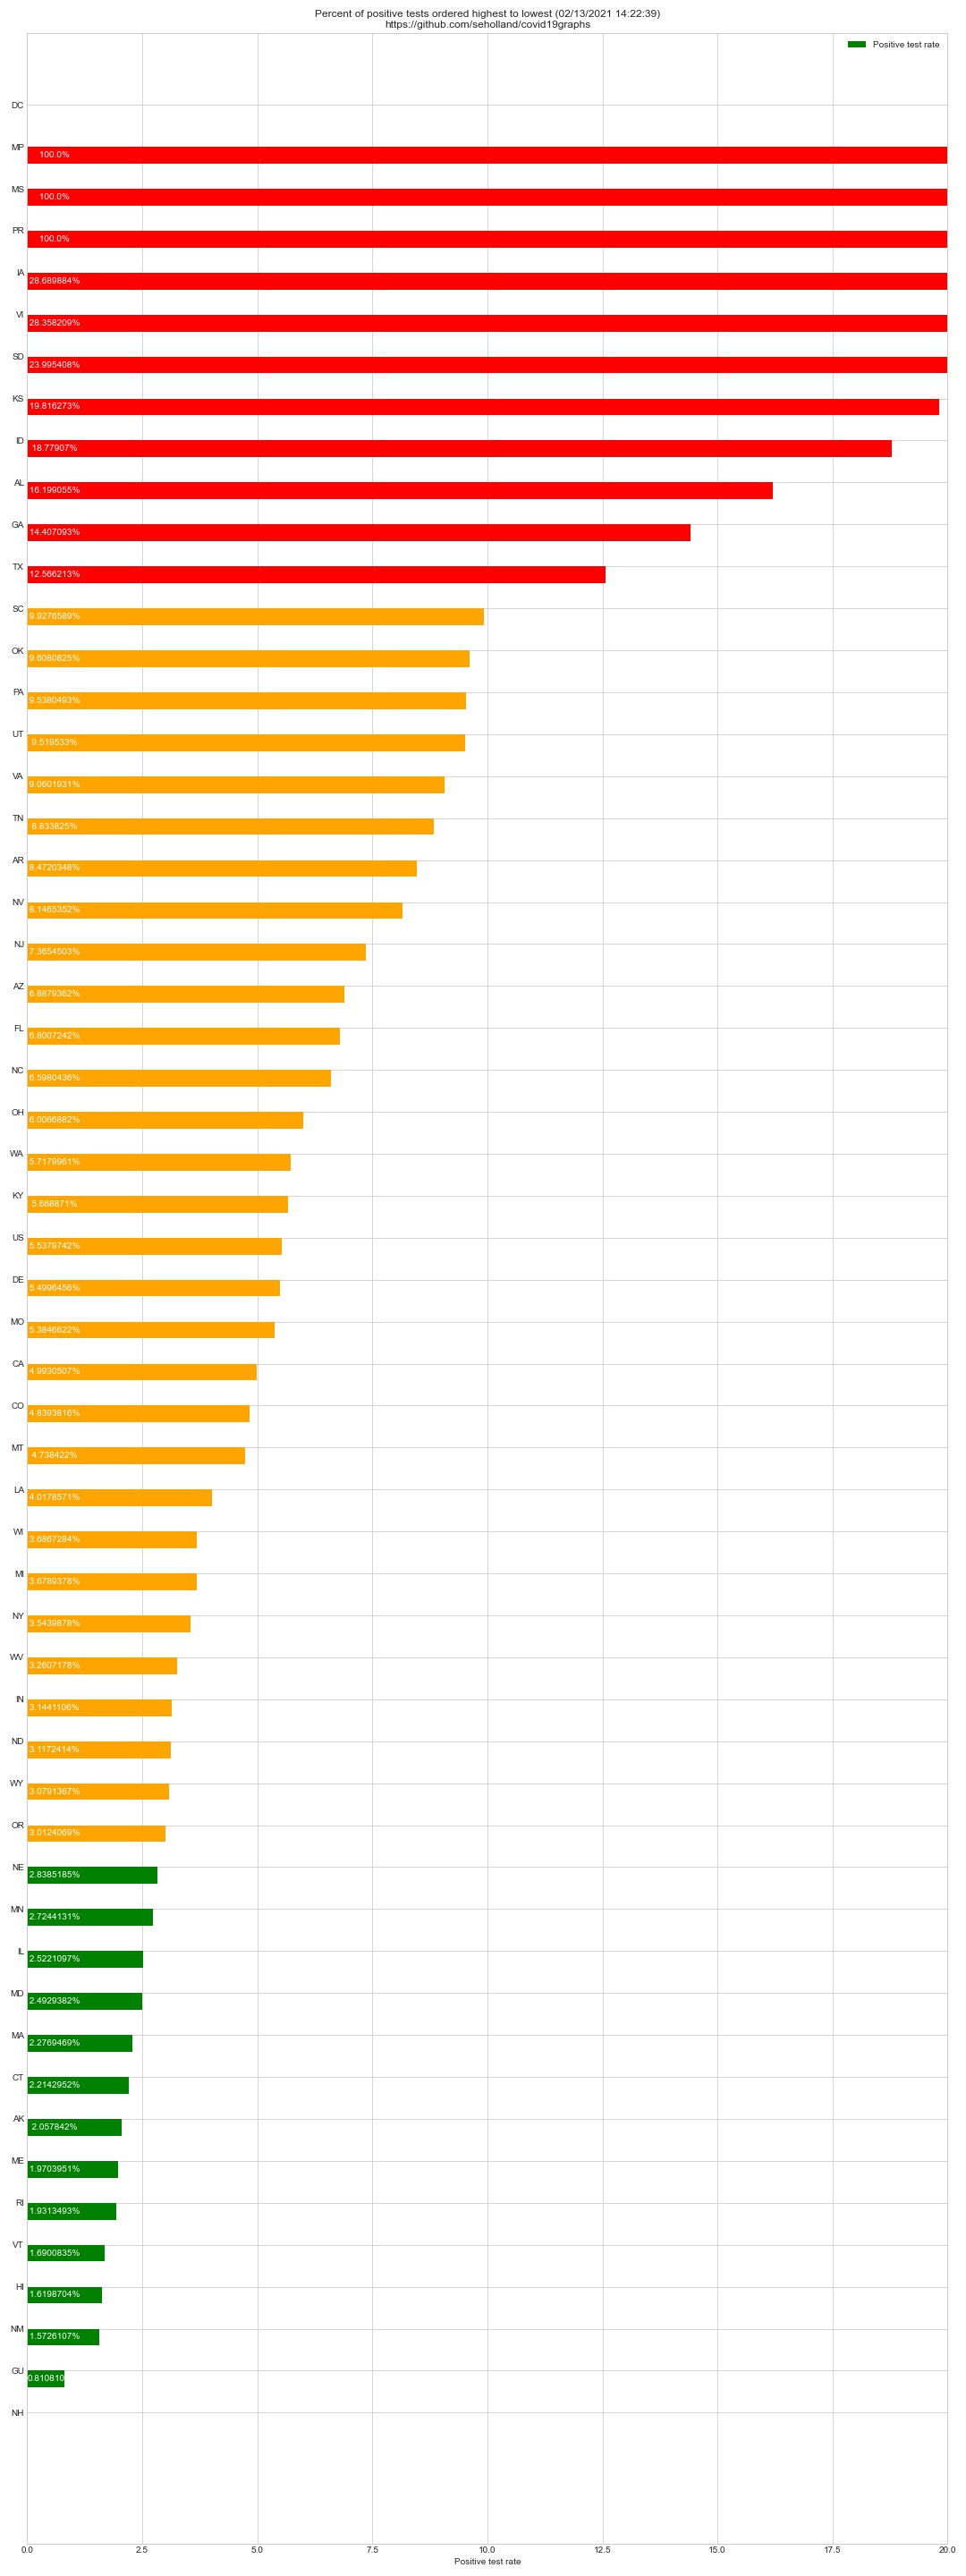 Percent of positive tests ordered highest to lowest (02/13/2021 14:22:39)
https://github.com/seholland/covid19graphs
Positive test rate
DC
MP 100.0%
MS 100.0%
PR 100.0%
IA 28.689884%
VI 28.358209%
SD 23.995408%
KS 19.816273%
ID 18.77907%
AL 16.199055%
GA 14.407093%
TX 12.566213%
SC 9.9276589%
OK 9.6080825%
PA 9.5380493%
UT 9.519533%
VA 9.0601931%
TN 8.833825%
AR 8.4720348%
NV 8.1465352%
NJ 7.3654503%
AZ 6.8879362%
FL 6.8007242%
NC 6.5980436%
OH 6.0066882%
WA 5.7179961%
KY 5.668871%
US 5.5379742%
DE 5.4996456%
MO 5.3846622%
CA 4.9930507%
CO 4.8393816%
MT 4.738422%
LA 4.0178571%
WI 3.6867284%
MI 3.6789378%
NY 3.5439878%
WV 3.2607178%
IN 3.1441106%
ND 3.1172414%
WY 3.0791367%
OR 3.0124069%
NE 2.8385185%
MN 2.7244131%
IL 2.5221097%
MD 2.4929382%
MA 2.2769469%
CT 2.2142952%
AK 2.057842%
ME 1.9703951%
RI 1.9313493%
VT 1.6900835%
HI 1.6198704%
NM 1.5726107%
GU 0.810810
NH
0.0 2.5 5.0 7.5 10.0 12.5 15.0 17.5 20.0
Positive test rate